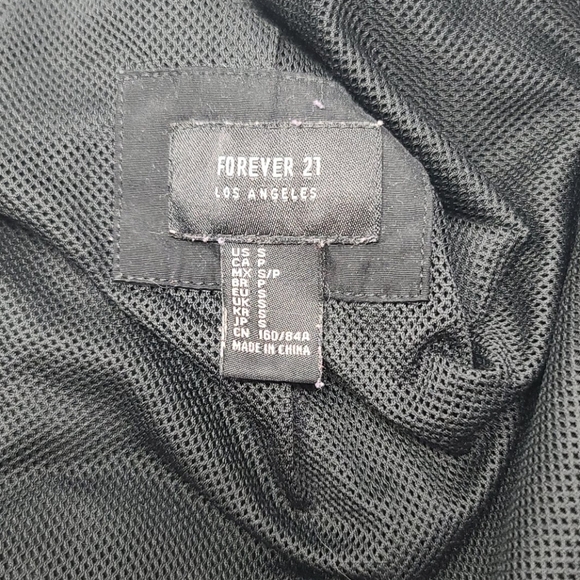 FOREVER 21
LOS ANGELES
US S
CA P
MX S/P
BR P
EU S
UK S
KR S
JP S
CN 160/84A
MADE IN CHINA